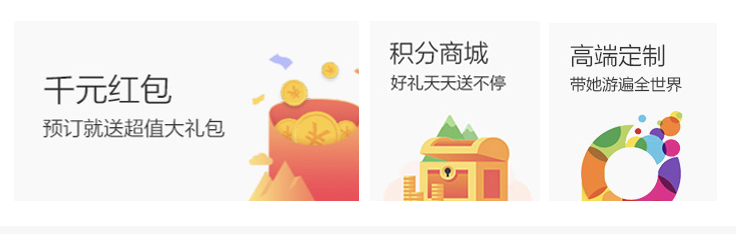 千元红包
预订就送超值大礼包
积分商城
好礼天天送不停
高端定制
带她游遍全世界